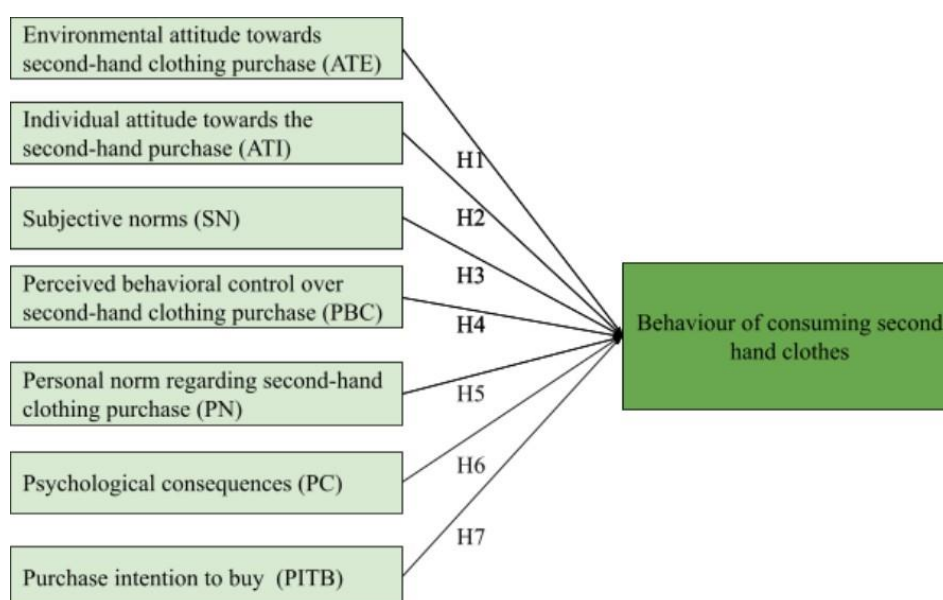 Environmental attitude towards
second-hand clothing purchase (ATE)
Individual attitude towards the
second-hand purchase (ATI)
H1
Subjective norms (SN)
H2
H3
Perceived behavioral control over
second-hand clothing purchase (PBC)
H4
Behaviour of consuming second
hand clothes
Personal norm regarding second-hand
clothing purchase (PN)
H5
Psychological consequences (PC)
H6
H7
Purchase intention to buy (PITB)